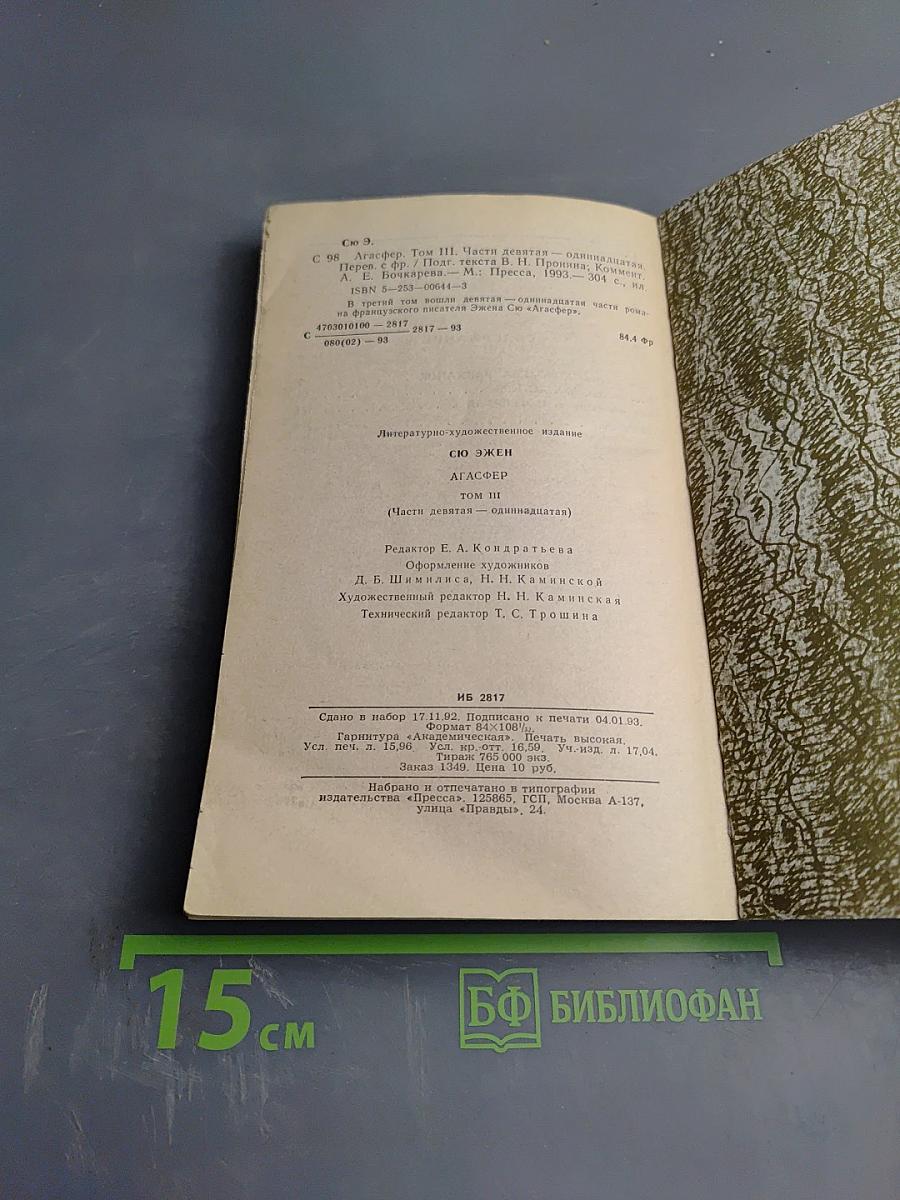 Сю Э.
С 98 Агасфер. Том III. Части девятая — одиннадцатая.
Перев. с фр. / Подг. текста В. Н. Пронина; Коммент.
А. Е. Бочкарева.— М.: Пресса, 1993.— 304 с., ил.
ISBN 5—253—00644—3
В третий том вошли девятая — одиннадцатая части рома-
на французского писателя Эжена Сю «Агасфер».
С 4703010100 — 2817 2817 — 93
080(02) — 93
84.4 Фр
Литературно-художественное издание
СЮ ЭЖЕН
АГАСФЕР
ТОМ III
(Части девятая — одиннадцатая)
Редактор Е. А. Кондратьева
Оформление художников
Д. Б. Шимилиса, Н. Н. Каминской
Художественный редактор Н. Н. Каминская
Технический редактор Т. С. Трошина
ИБ 2817
Сдано в набор 17.11.92. Подписано к печати 04.01.93.
Формат 84×108¹/₃₂.
Гарнитура «Академическая». Печать высокая.
Усл. печ. л. 15,96. Усл. кр.-отт. 16,59. Уч.-изд. л. 17,04.
Тираж 765 000 экз.
Заказ 1349. Цена 10 руб.
Набрано и отпечатано в типографии
издательства «Пресса». 125865, ГСП, Москва А-137,
улица «Правды», 24.
15 см
БФ БИБЛИОФАН